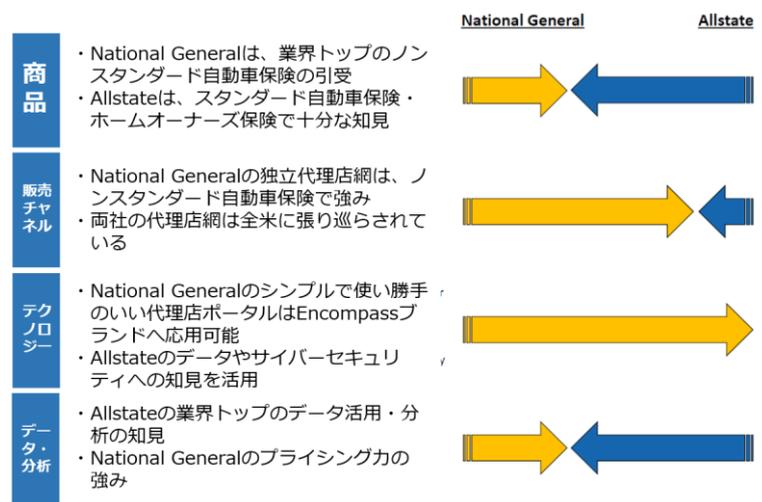 National General
Allstate
商
品
・National Generalは、業界トップのノン
スタンダード自動車保険の引受
・Allstateは、スタンダード自動車保険・
ホームオーナーズ保険で十分な知見
販売
チャ
ネル
・National Generalの独立代理店網は、ノ
ンスタンダード自動車保険で強み
・両社の代理店網は全米に張り巡らされて
いる
テク
ノロ
ジー
・National Generalのシンプルで使い勝手
のいい代理店ポータルはEncompassブ
ランドへ応用可能
・Allstateのデータやサイバーセキュリ
ティへの知見を活用
デー
タ・
分析
・Allstateの業界トップのデータ活用・分
析の知見
・National Generalのプライシング力の
強み